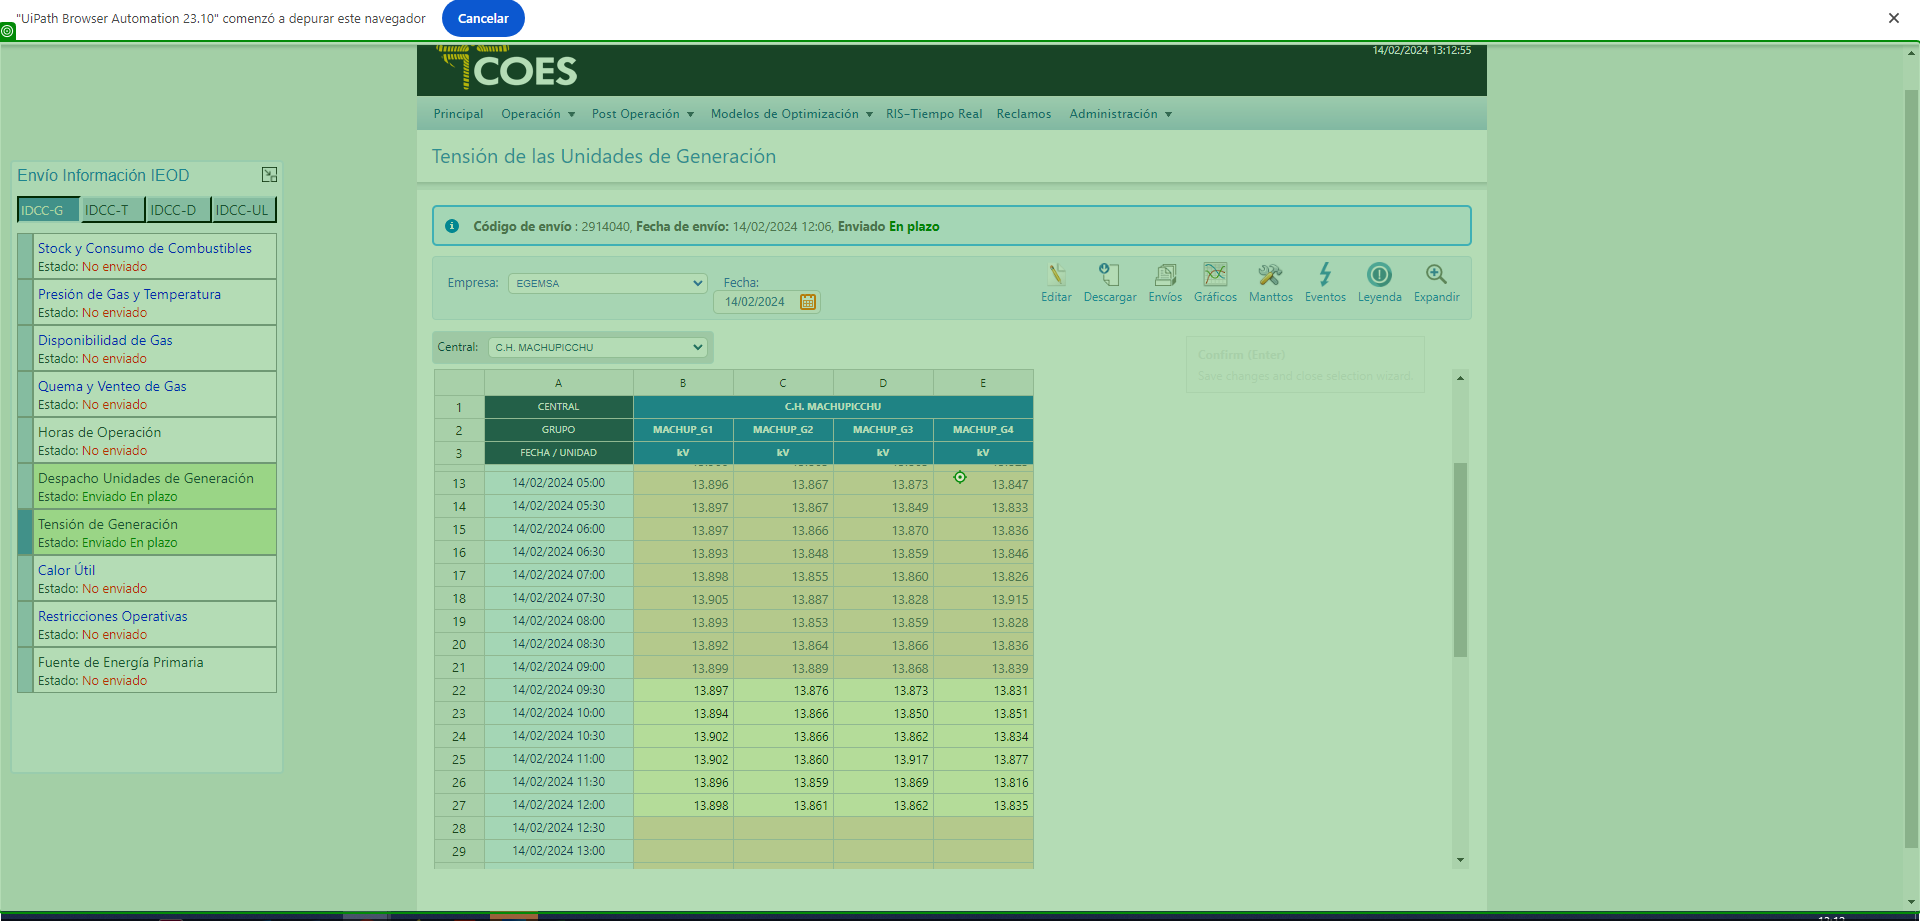 "UiPath Browser Automation 23.10" comenzó a depurar este navegador Cancelar
14/02/2024 13:12:55
COES
Principal Operación Post Operación Modelos de Optimización RIS-Tiempo Real Reclamos Administración
Tensión de las Unidades de Generación
Envío Información IEOD
IDCC-G IDCC-T IDCC-D IDCC-UL
Stock y Consumo de Combustibles
Estado: No enviado
Presión de Gas y Temperatura
Estado: No enviado
Disponibilidad de Gas
Estado: No enviado
Quema y Venteo de Gas
Estado: No enviado
Horas de Operación
Estado: No enviado
Despacho Unidades de Generación
Estado: Enviado En plazo
Tensión de Generación
Estado: Enviado En plazo
Calor Útil
Estado: No enviado
Restricciones Operativas
Estado: No enviado
Fuente de Energía Primaria
Estado: No enviado
Código de envío : 2914040, Fecha de envío: 14/02/2024 12:06, Enviado En plazo
Empresa: EGEMSA Fecha: 14/02/2024
Editar Descargar Envíos Gráficos Manttos Eventos Leyenda Expandir
Central: C.H. MACHUPICCHU
Confirm (Enter)
Save changes and close selection wizard.
A B C D E
1 CENTRAL C.H. MACHUPICCHU
2 GRUPO MACHUP_G1 MACHUP_G2 MACHUP_G3 MACHUP_G4
3 FECHA / UNIDAD kV kV kV kV
13 14/02/2024 05:00 13.896 13.867 13.873 13.847
14 14/02/2024 05:30 13.897 13.867 13.849 13.833
15 14/02/2024 06:00 13.897 13.866 13.870 13.836
16 14/02/2024 06:30 13.893 13.848 13.859 13.846
17 14/02/2024 07:00 13.898 13.855 13.860 13.826
18 14/02/2024 07:30 13.905 13.887 13.828 13.915
19 14/02/2024 08:00 13.893 13.853 13.859 13.828
20 14/02/2024 08:30 13.892 13.864 13.866 13.836
21 14/02/2024 09:00 13.899 13.889 13.868 13.839
22 14/02/2024 09:30 13.897 13.876 13.873 13.831
23 14/02/2024 10:00 13.894 13.866 13.850 13.851
24 14/02/2024 10:30 13.902 13.866 13.862 13.834
25 14/02/2024 11:00 13.902 13.860 13.917 13.877
26 14/02/2024 11:30 13.896 13.859 13.869 13.816
27 14/02/2024 12:00 13.898 13.861 13.862 13.835
28 14/02/2024 12:30
29 14/02/2024 13:00